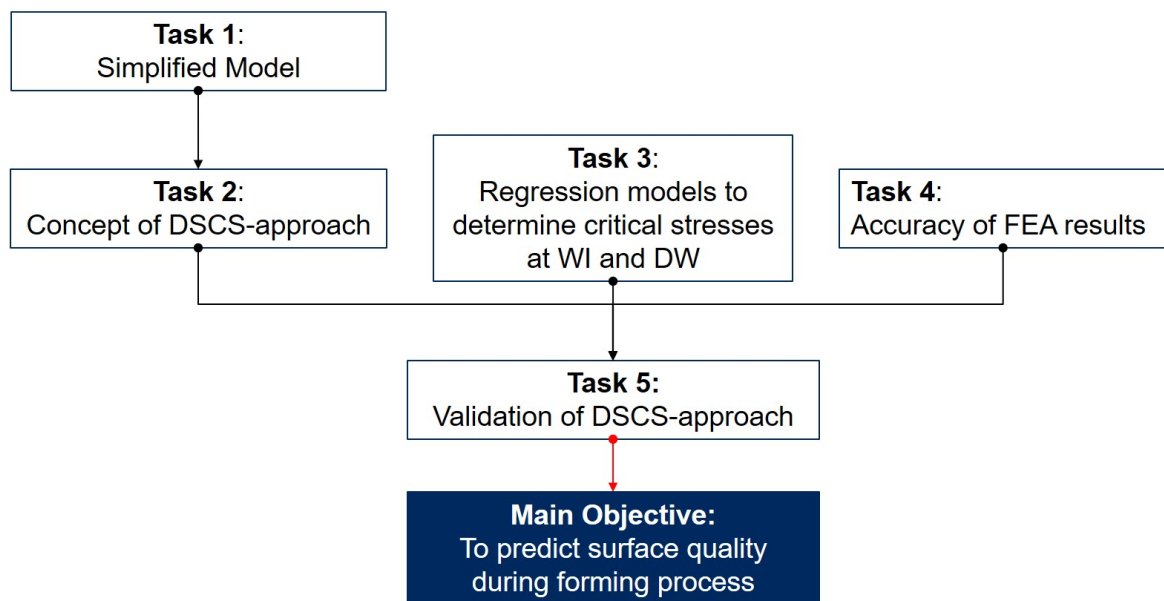 Task 1:
Simplified Model
Task 2:
Concept of DSCS-approach
Task 3:
Regression models to
determine critical stresses
at WI and DW
Task 4:
Accuracy of FEA results
Task 5:
Validation of DSCS-approach
Main Objective:
To predict surface quality
during forming process